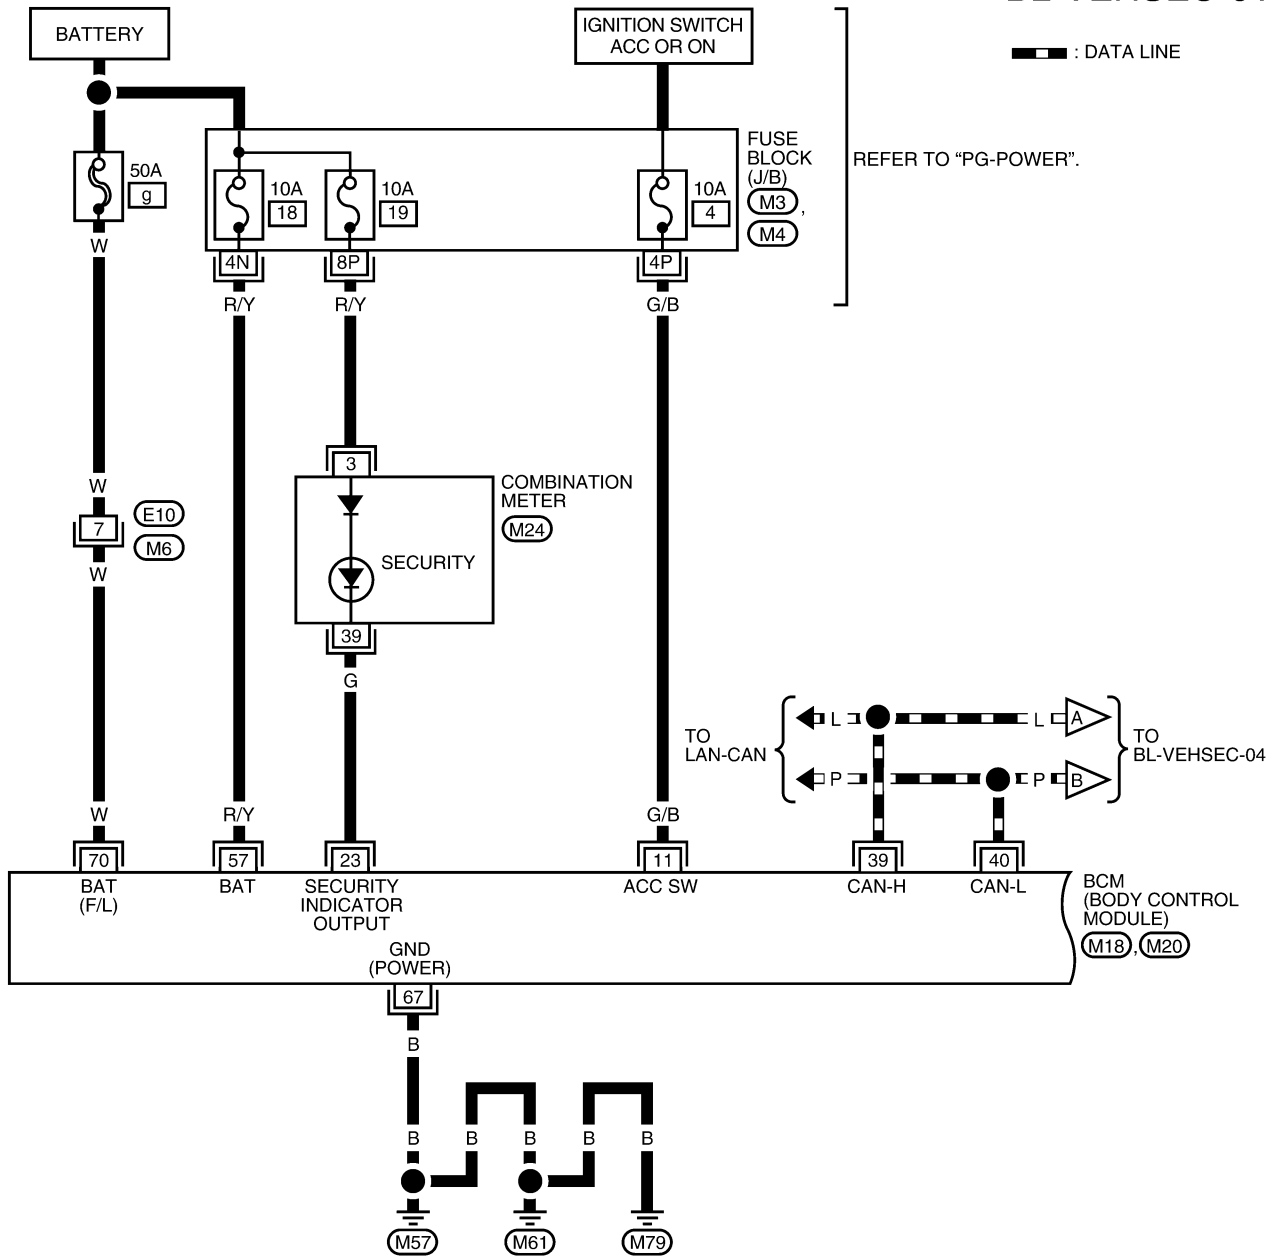 BATTERY
IGNITION SWITCH
ACC OR ON
: DATA LINE
50A
g
10A
18
10A
19
10A
4
FUSE
BLOCK
(J/B)
M3 ,
M4
REFER TO “PG-POWER”.
W
4N
8P
4P
R/Y
R/Y
G/B
W
7
E10
M6
W
3
COMBINATION
METER
M24
SECURITY
39
G
TO
LAN-CAN
L
L
A
P
P
B
TO
BL-VEHSEC-04
W
R/Y
G/B
70
57
23
11
39
40
BAT
(F/L)
BAT
SECURITY
INDICATOR
OUTPUT
ACC SW
CAN-H
CAN-L
BCM
(BODY CONTROL
MODULE)
M18 , M20
GND
(POWER)
67
B
B
B
B
B
B
M57
M61
M79